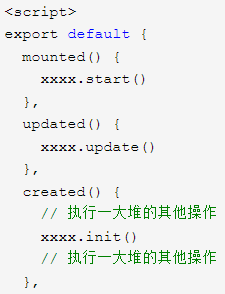 <script>
export default {
  mounted() {
    xxxx.start()
  },
  updated() {
    xxxx.update()
  },
  created() {
    // 执行一大堆的其他操作
    xxxx.init()
    // 执行一大堆的其他操作
  },